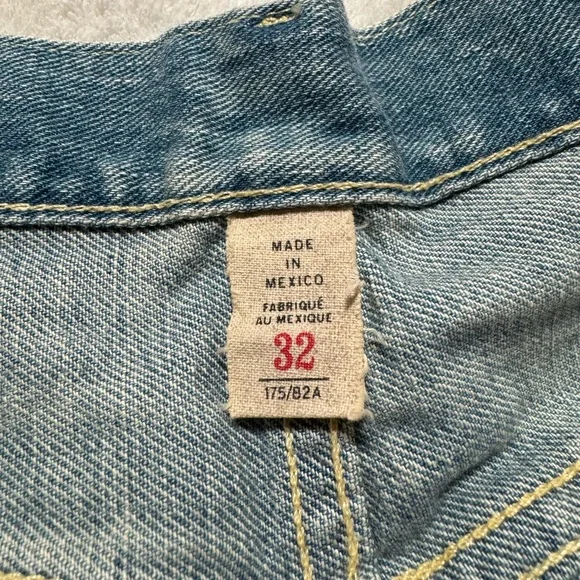 MADE
IN
MEXICO
FABRIQUÉ
AU MEXIQUE
32
175/82A